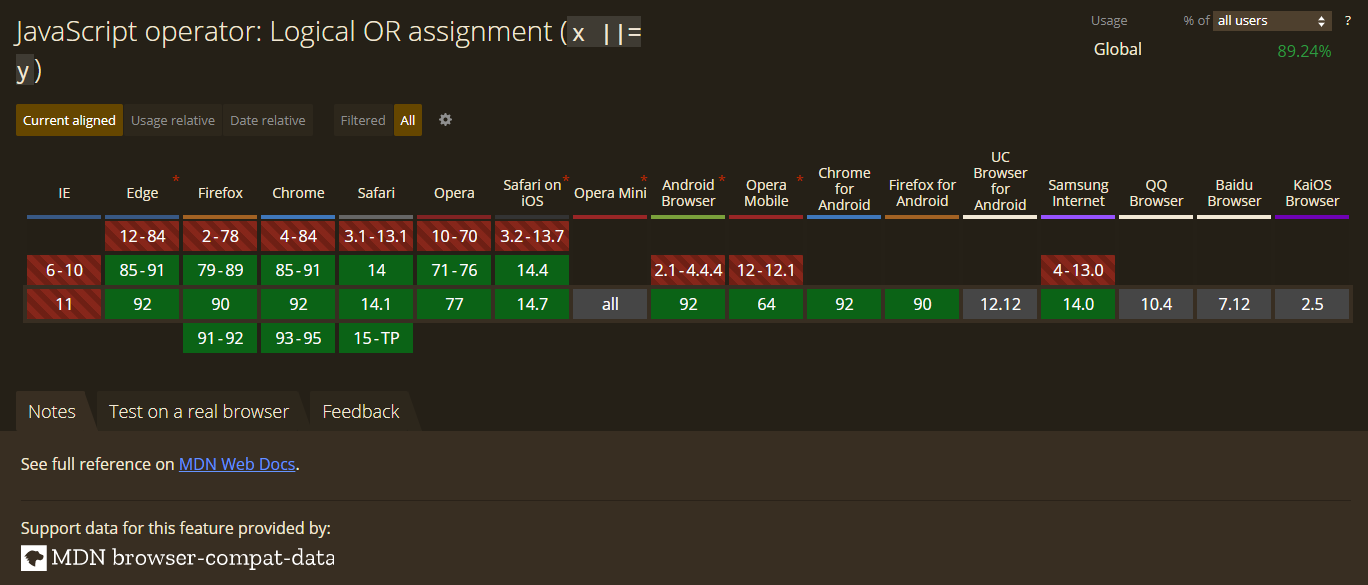 JavaScript operator: Logical OR assignment (x ||=
y)
Usage % of all users ?
Global 89.24%
Current aligned Usage relative Date relative Filtered All
IE Edge * Firefox Chrome Safari Opera Safari on iOS * Opera Mini * Android Browser * Opera Mobile * Chrome for Android Firefox for Android UC Browser for Android Samsung Internet QQ Browser Baidu Browser KaiOS Browser
12-84 2-78 4-84 3.1-13.1 10-70 3.2-13.7
6-10 85-91 79-89 85-91 14 71-76 14.4 2.1-4.4.4 12-12.1 4-13.0
11 92 90 92 14.1 77 14.7 all 92 64 92 90 12.12 14.0 10.4 7.12 2.5
91-92 93-95 15-TP
Notes Test on a real browser Feedback
See full reference on MDN Web Docs.
Support data for this feature provided by:
MDN browser-compat-data